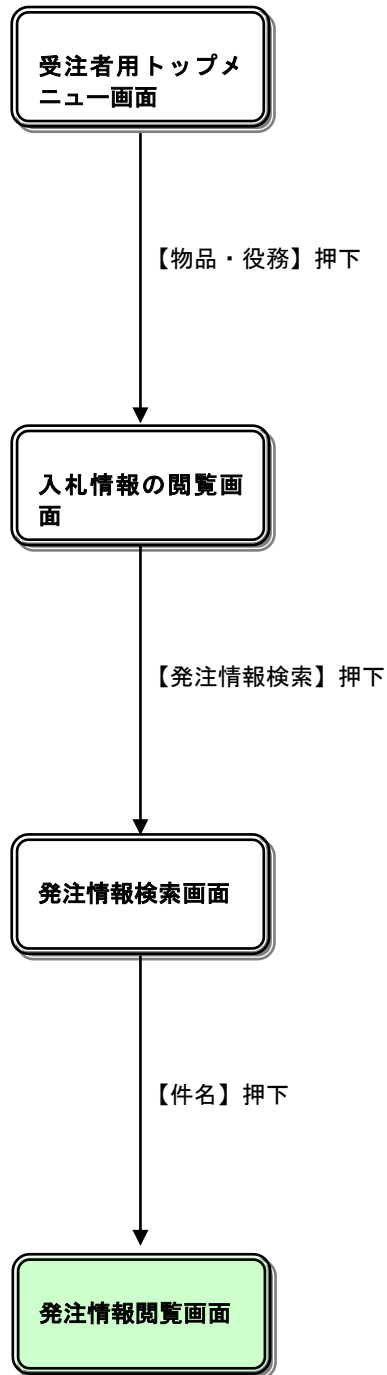 受注者用トップメ
ニュー画面
【物品・役務】押下
入札情報の閲覧画
面
【発注情報検索】押下
発注情報検索画面
【件名】押下
発注情報閲覧画面